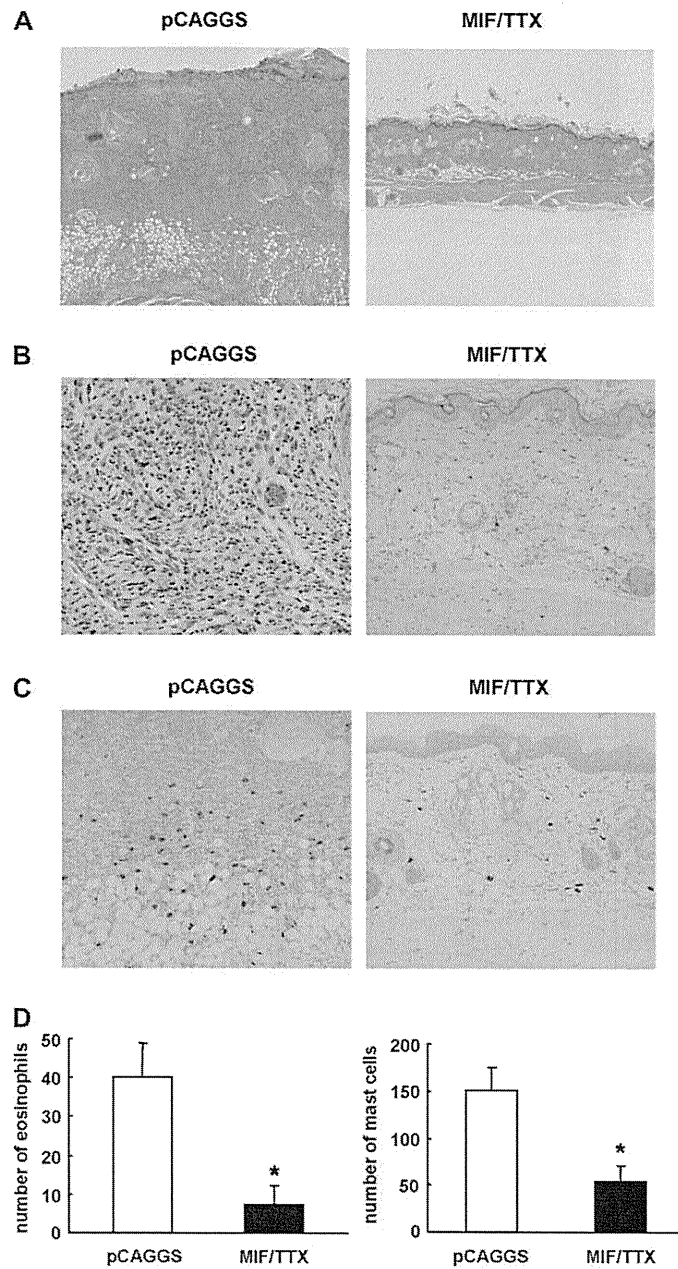 A
pCAGGS
MIF/TTX
B
pCAGGS
MIF/TTX
C
pCAGGS
MIF/TTX
D
number of eosinophils
50
40
30
20
10
0
*
pCAGGS
MIF/TTX
number of mast cells
200
150
100
50
0
*
pCAGGS
MIF/TTX